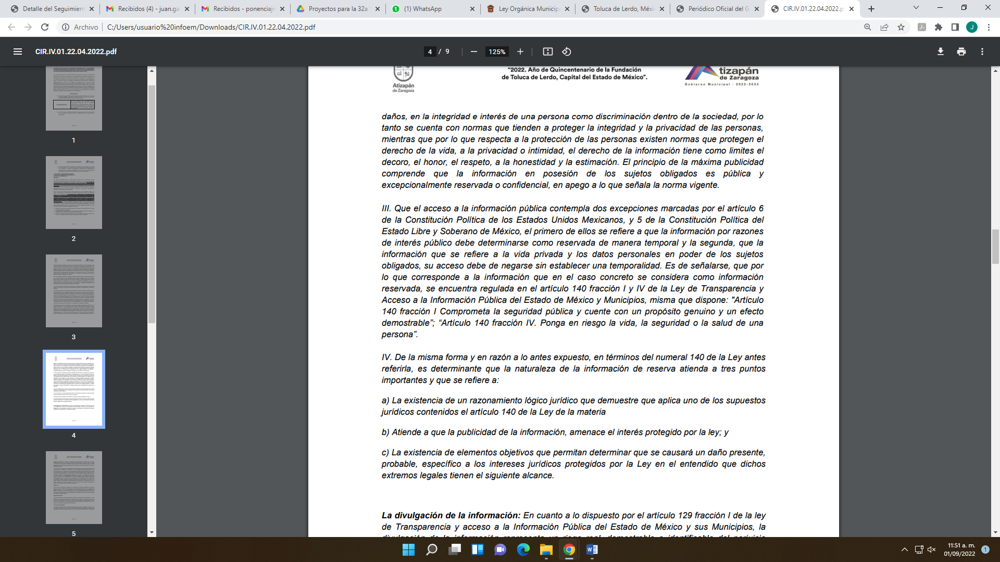 Detalle del Seguimient
Recibidos (4) - juan.ga
Recibidos - ponenciajr
Proyectos para la 32a
(1) WhatsApp
Ley Orgánica Municip
Toluca de Lerdo, Méxi
Periódico Oficial del G
CIR.IV.01.22.04.2022.p
Archivo
C:/Users/usuario%20infoem/Downloads/CIR.IV.01.22.04.2022.pdf
J
CIR.IV.01.22.04.2022.pdf
4 / 9
125%
1
2
3
4
5
Atizapán
de Zaragoza
“2022. Año de Quincentenario de la Fundación
de Toluca de Lerdo, Capital del Estado de México”.
tizapán
de Zaragoza
Gobierno Municipal - 2022-2024
daños, en la integridad e interés de una persona como discriminación dentro de la sociedad, por lo
tanto se cuenta con normas que tienden a proteger la integridad y la privacidad de las personas,
mientras que por lo que respecta a la protección de las personas existen normas que protegen el
derecho de la vida, a la privacidad o intimidad, el derecho de la información tiene como limites el
decoro, el honor, el respeto, a la honestidad y la estimación. El principio de la máxima publicidad
comprende que la información en posesión de los sujetos obligados es pública y
excepcionalmente reservada o confidencial, en apego a lo que señala la norma vigente.
III. Que el acceso a la información pública contempla dos excepciones marcadas por el artículo 6
de la Constitución Política de los Estados Unidos Mexicanos, y 5 de la Constitución Política del
Estado Libre y Soberano de México, el primero de ellos se refiere a que la información por razones
de interés público debe determinarse como reservada de manera temporal y la segunda, que la
información que se refiere a la vida privada y los datos personales en poder de los sujetos
obligados, su acceso debe de negarse sin establecer una temporalidad. Es de señalarse, que por
lo que corresponde a la información que en el caso concreto se considera como información
reservada, se encuentra regulada en el artículo 140 fracción I y IV de la Ley de Transparencia y
Acceso a la Información Pública del Estado de México y Municipios, misma que dispone: "Artículo
140 fracción I Comprometa la seguridad pública y cuente con un propósito genuino y un efecto
demostrable”; “Artículo 140 fracción IV. Ponga en riesgo la vida, la seguridad o la salud de una
persona”.
IV. De la misma forma y en razón a lo antes expuesto, en términos del numeral 140 de la Ley antes
referirla, es determinante que la naturaleza de la información de reserva atienda a tres puntos
importantes y que se refiere a:
a) La existencia de un razonamiento lógico jurídico que demuestre que aplica uno de los supuestos
jurídicos contenidos el artículo 140 de la Ley de la materia
b) Atiende a que la publicidad de la información, amenace el interés protegido por la ley; y
c) La existencia de elementos objetivos que permitan determinar que se causará un daño presente,
probable, específico a los intereses jurídicos protegidos por la Ley en el entendido que dichos
extremos legales tienen el siguiente alcance.
La divulgación de la información: En cuanto a lo dispuesto por el artículo 129 fracción I de la ley
de Transparencia y acceso a la Información Pública del Estado de México y sus Municipios, la
11:51 a. m.
01/09/2022
1